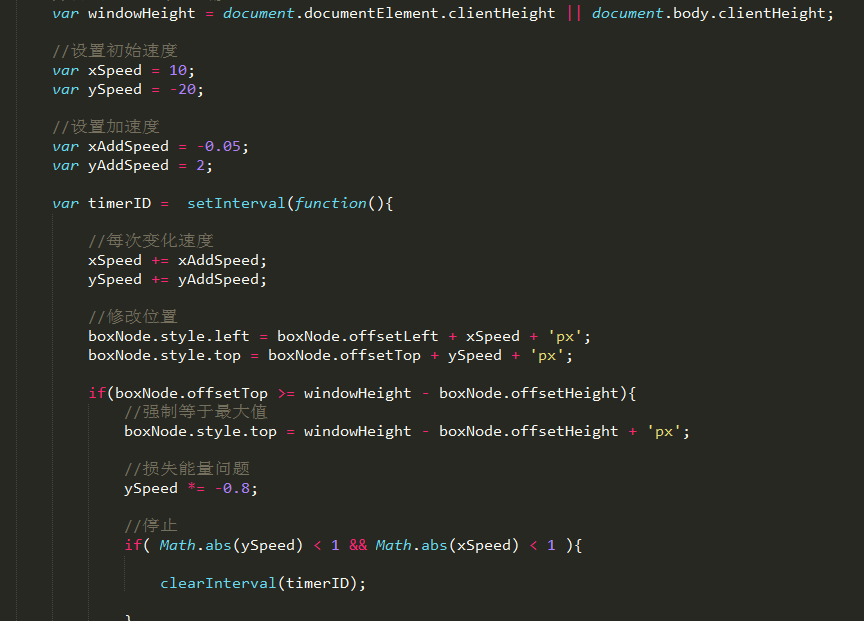 var windowHeight = document.documentElement.clientHeight || document.body.clientHeight;
//设置初始速度
var xSpeed = 10;
var ySpeed = -20;
//设置加速度
var xAddSpeed = -0.05;
var yAddSpeed = 2;
var timerID =  setInterval(function(){
//每次变化速度
xSpeed += xAddSpeed;
ySpeed += yAddSpeed;
//修改位置
boxNode.style.left = boxNode.offsetLeft + xSpeed + 'px';
boxNode.style.top = boxNode.offsetTop + ySpeed + 'px';
if(boxNode.offsetTop >= windowHeight - boxNode.offsetHeight){
//强制等于最大值
boxNode.style.top = windowHeight - boxNode.offsetHeight + 'px';
//损失能量问题
ySpeed *= -0.8;
//停止
if( Math.abs(ySpeed) < 1 && Math.abs(xSpeed) < 1 ){
clearInterval(timerID);